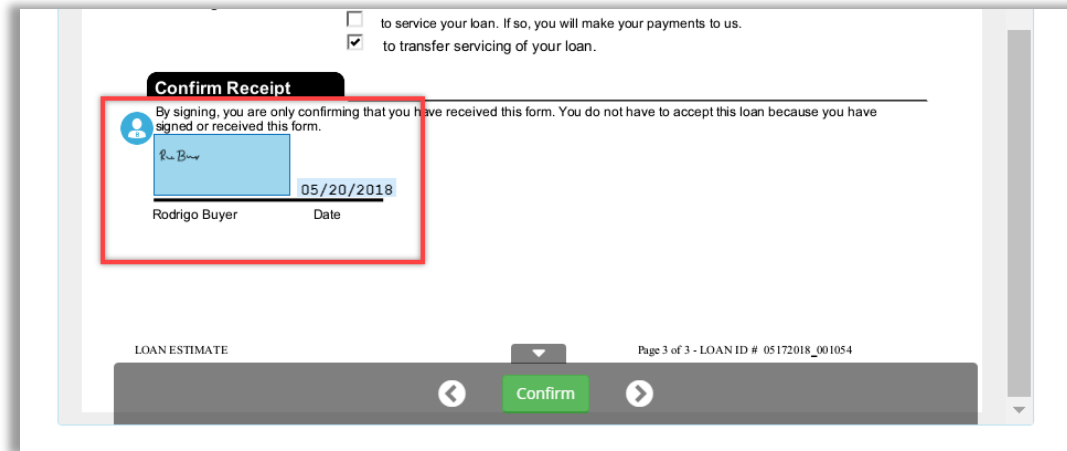 to service your loan. If so, you will make your payments to us.
to transfer servicing of your loan.
Confirm Receipt
By signing, you are only confirming that you have received this form. You do not have to accept this loan because you have
signed or received this form.
05/20/2018
Rodrigo Buyer Date
LOAN ESTIMATE Page 3 of 3 - LOAN ID # 05172018_001054
Confirm